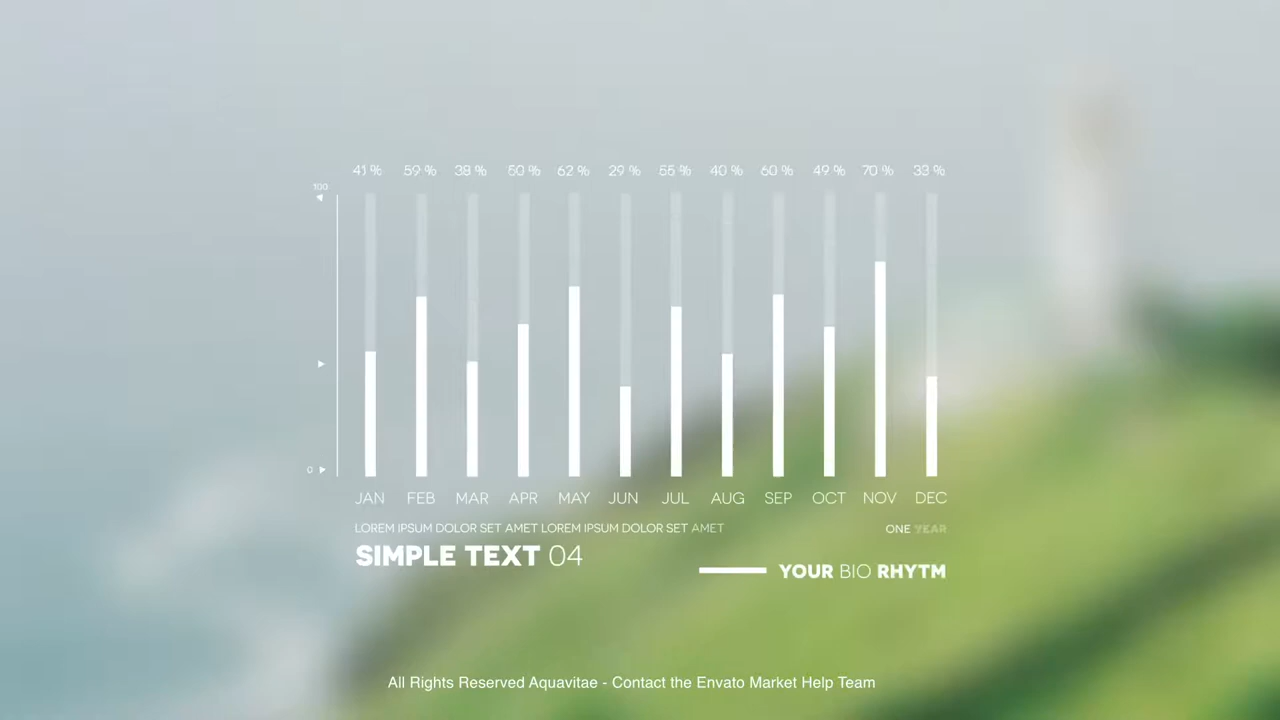 41 % 59 % 38 % 50 % 62 % 29 % 55 % 40 % 60 % 49 % 70 % 33 %
100
0
JAN FEB MAR APR MAY JUN JUL AUG SEP OCT NOV DEC
LOREM IPSUM DOLOR SET AMET LOREM IPSUM DOLOR SET AMET
ONE YEAR
SIMPLE TEXT 04
YOUR BIO RHYTM
All Rights Reserved Aquavitae - Contact the Envato Market Help Team